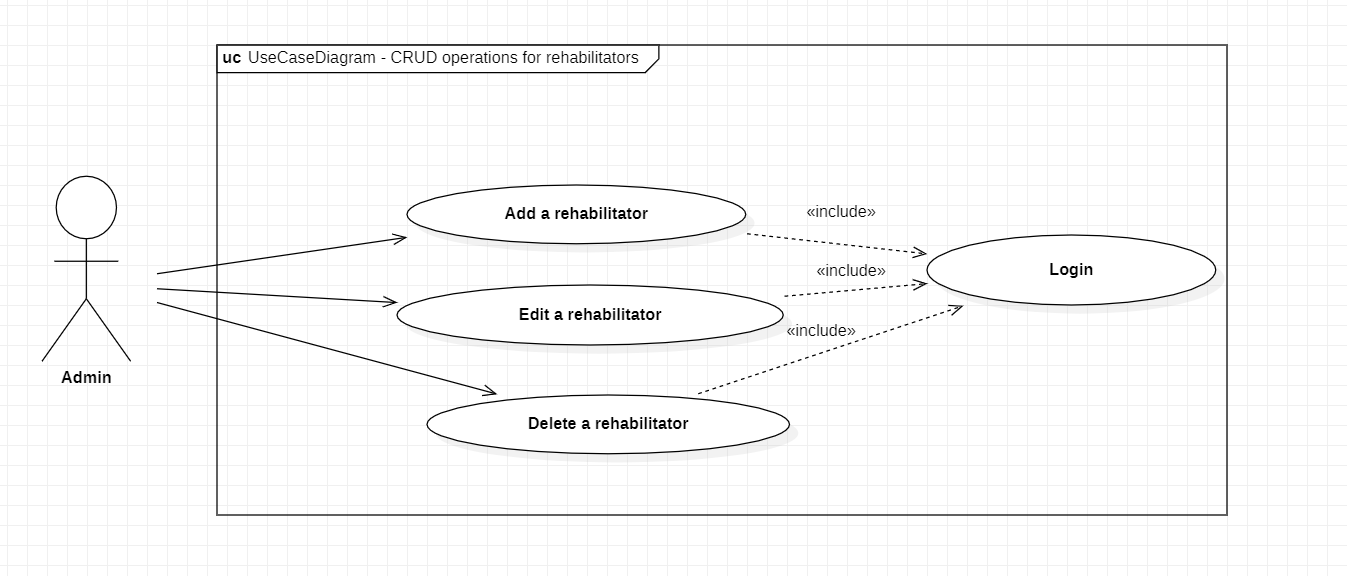 uc UseCaseDiagram - CRUD operations for rehabilitators
Add a rehabilitator
«include»
Login
«include»
Edit a rehabilitator
«include»
Admin
Delete a rehabilitator